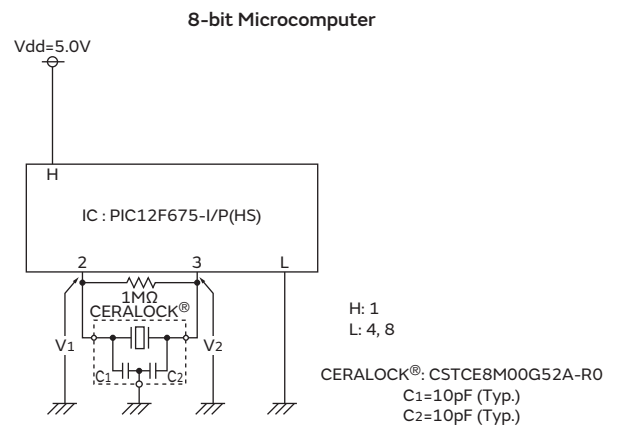 8-bit Microcomputer
Vdd=5.0V
H
IC : PIC12F675-I/P(HS)
2 3 L
1MΩ
CERALOCK®
V1 V2
C1 C2
H: 1
L: 4, 8
CERALOCK®: CSTCE8M00G52A-R0
C1=10pF (Typ.)
C2=10pF (Typ.)